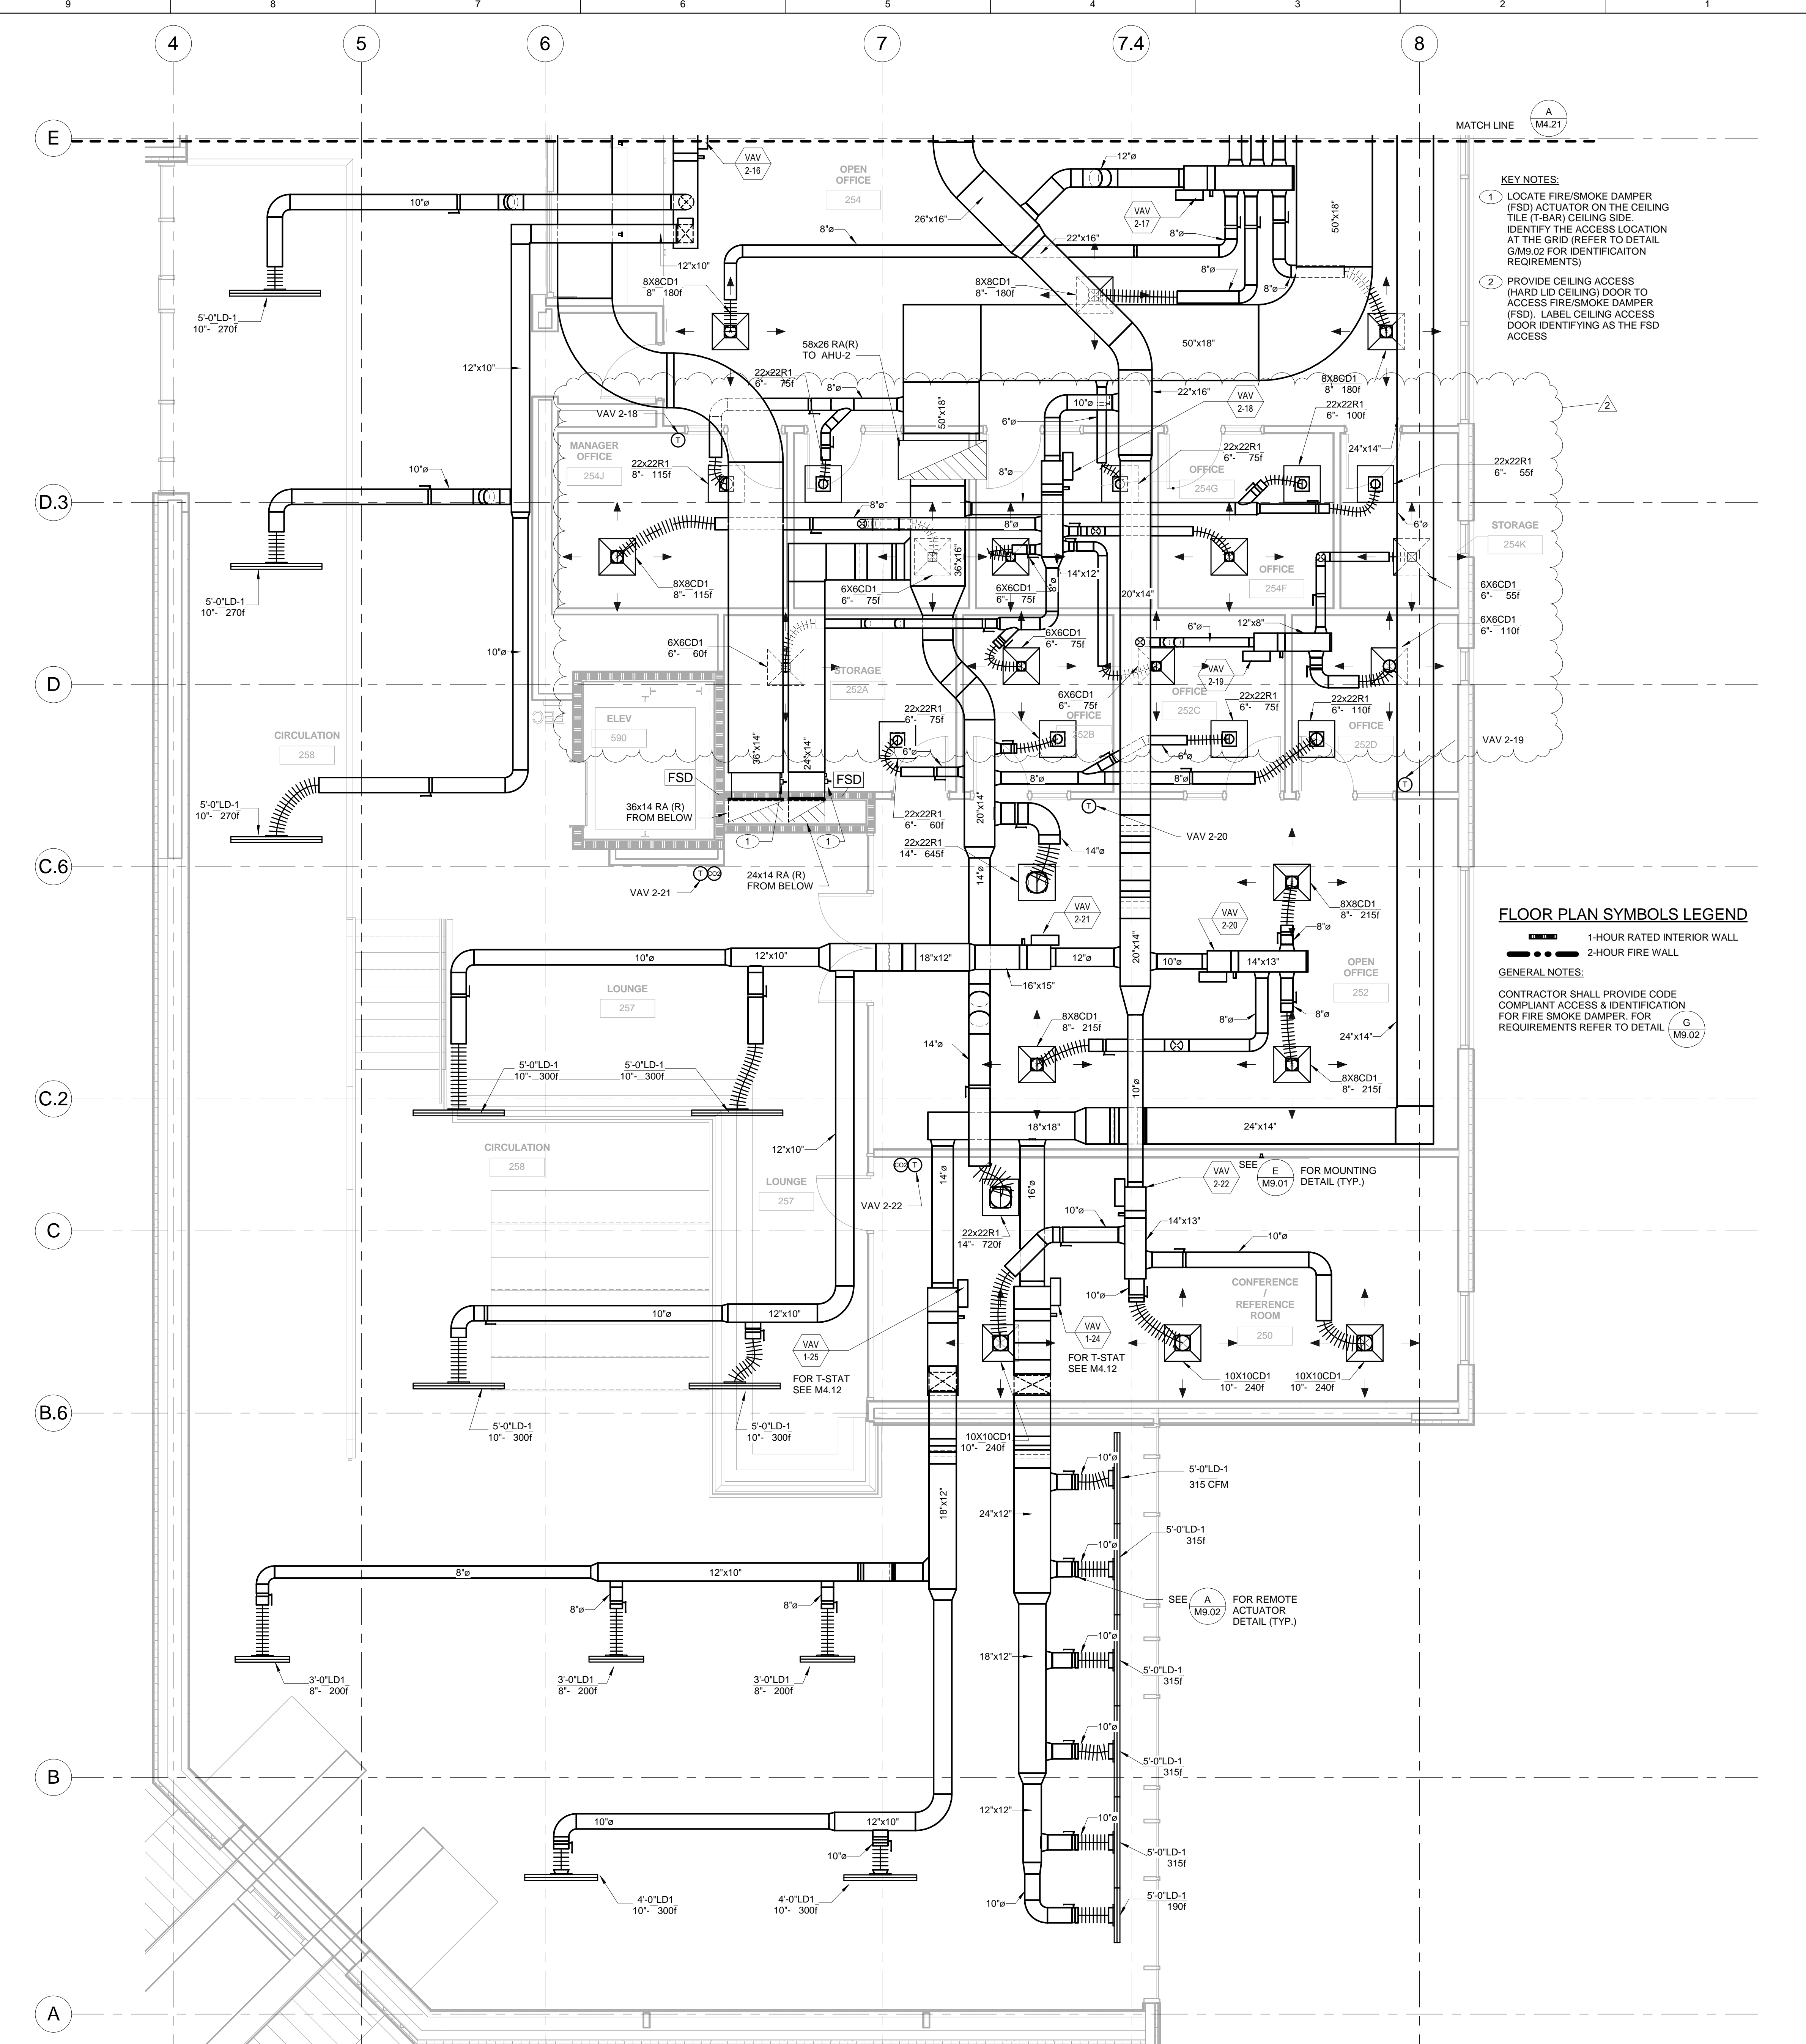 9 8 7 6 5 4 3 2 1
4 5 6 7 7.4 8
E
MATCH LINE
A
M4.21
KEY NOTES:
1 LOCATE FIRE/SMOKE DAMPER
(FSD) ACTUATOR ON THE CEILING
TILE (T-BAR) CEILING SIDE.
IDENTIFY THE ACCESS LOCATION
AT THE GRID (REFER TO DETAIL
G/M9.02 FOR IDENTIFICAITON
REQIREMENTS)
2 PROVIDE CEILING ACCESS
(HARD LID CEILING) DOOR TO
ACCESS FIRE/SMOKE DAMPER
(FSD). LABEL CEILING ACCESS
DOOR IDENTIFYING AS THE FSD
ACCESS
VAV
2-16
OPEN
OFFICE
254
12"ø
26"x16"
VAV
2-17
50"x18"
10"ø
8"ø
8"ø
22"x16"
12"x10"
8X8CD1
8" 180f
8X8CD1
8"- 180f
8"ø
8"ø
5'-0"LD-1
10"- 270f
58x26 RA(R)
TO AHU-2
50"x18"
12"x10"
22x22R1
6"- 75f
8"ø
8X8CD1
8" 180f
22"x16"
VAV
2-18
22x22R1
6"- 100f
2
VAV 2-18
T
50"x18"
10"ø
6"ø
24"x14"
MANAGER
OFFICE
254J
22x22R1
8"- 115f
8"ø
22x22R1
6"- 75f
OFFICE
254G
22x22R1
6"- 55f
10"ø
D.3
8"ø
8"ø
6"ø
STORAGE
254K
36"x16"
14"x12"
8"ø
OFFICE
254F
5'-0"LD-1
10"- 270f
8X8CD1
8"- 115f
6X6CD1
6"- 75f
6X6CD1
6"- 75f
20"x14"
6X6CD1
6"- 55f
6X6CD1
6"- 60f
6X6CD1
6"- 75f
6"ø
12"x8"
6X6CD1
6"- 110f
10"ø
D
STORAGE
252A
6X6CD1
6"- 75f
VAV
2-19
OFFICE
252C
22x22R1
6"- 75f
22x22R1
6"- 110f
ELEV
590
22x22R1
6"- 75f
OFFICE
252B
OFFICE
252D
CIRCULATION
258
36"x14"
24"x14"
6"ø
6"ø
VAV 2-19
T
FSD
FSD
8"ø
8"ø
5'-0"LD-1
10"- 270f
36x14 RA (R)
FROM BELOW
22x22R1
6"- 60f
20"x14"
T
VAV 2-20
1
1
22x22R1
14"- 645f
14"ø
C.6
T CO2
VAV 2-21
24x14 RA (R)
FROM BELOW
14"ø
8X8CD1
8"- 215f
VAV
2-21
VAV
2-20
8"ø
FLOOR PLAN SYMBOLS LEGEND
1-HOUR RATED INTERIOR WALL
2-HOUR FIRE WALL
GENERAL NOTES:
CONTRACTOR SHALL PROVIDE CODE
COMPLIANT ACCESS & IDENTIFICATION
FOR FIRE SMOKE DAMPER. FOR
REQUIREMENTS REFER TO DETAIL
G
M9.02
10"ø
12"x10"
18"x12"
12"ø
20"x14"
10"ø
14"x13"
OPEN
OFFICE
252
LOUNGE
257
16"x15"
8X8CD1
8"- 215f
8"ø
8"ø
24"x14"
14"ø
5'-0"LD-1
10"- 300f
5'-0"LD-1
10"- 300f
10"ø
8X8CD1
8"- 215f
C.2
18"x18"
24"x14"
CIRCULATION
258
12"x10"
LOUNGE
257
CO2 T
VAV 2-22
14"ø
16"ø
VAV
2-22
SEE
E
M9.01
FOR MOUNTING
DETAIL (TYP.)
C
22x22R1
14"- 720f
10"ø
14"x13"
10"ø
CONFERENCE
/
REFERENCE
ROOM
250
10"ø
10"ø
12"x10"
VAV
1-25
FOR T-STAT
SEE M4.12
VAV
1-24
FOR T-STAT
SEE M4.12
10X10CD1
10"- 240f
10X10CD1
10"- 240f
B.6
5'-0"LD-1
10"- 300f
5'-0"LD-1
10"- 300f
10X10CD1
10"- 240f
10"ø
5'-0"LD-1
315 CFM
18"x12"
24"x12"
5'-0"LD-1
315f
10"ø
8"ø
12"x10"
8"ø
8"ø
SEE
A
M9.02
FOR REMOTE
ACTUATOR
DETAIL (TYP.)
10"ø
18"x12"
3'-0"LD1
8"- 200f
3'-0"LD1
8"- 200f
3'-0"LD1
8"- 200f
5'-0"LD-1
315f
10"ø
B
5'-0"LD-1
315f
12"x12"
10"ø
10"ø
12"x10"
10"ø
5'-0"LD-1
315f
4'-0"LD1
10"- 300f
4'-0"LD1
10"- 300f
10"ø
5'-0"LD-1
190f
A